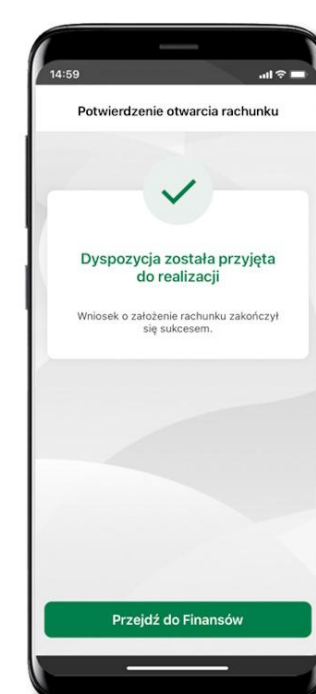 14:59
Potwierdzenie otwarcia rachunku
Dyspozycja została przyjęta
do realizacji
Wniosek o założenie rachunku zakończył
się sukcesem.
Przejdź do Finansów